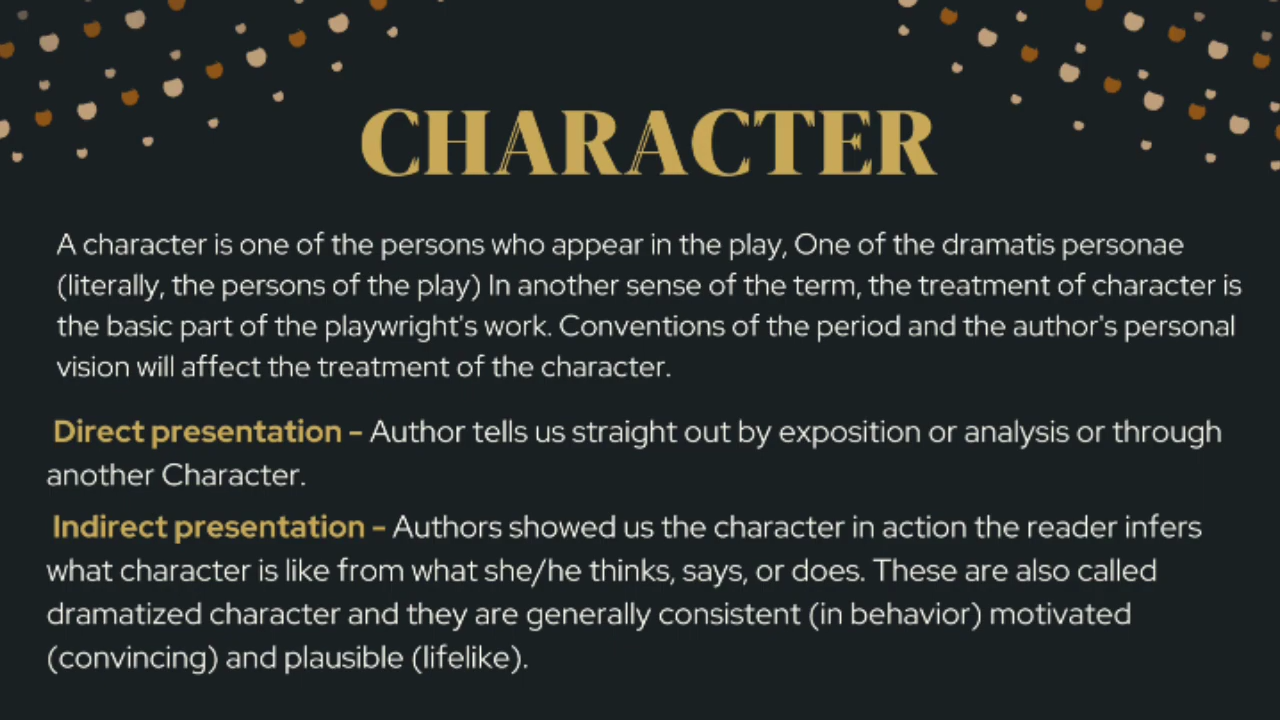 CHARACTER
A character is one of the persons who appear in the play, One of the dramatis personae
(literally, the persons of the play) In another sense of the term, the treatment of character is
the basic part of the playwright's work. Conventions of the period and the author's personal
vision will affect the treatment of the character.
Direct presentation – Author tells us straight out by exposition or analysis or through
another Character.
Indirect presentation – Authors showed us the character in action the reader infers
what character is like from what she/he thinks, says, or does. These are also called
dramatized character and they are generally consistent (in behavior) motivated
(convincing) and plausible (lifelike).